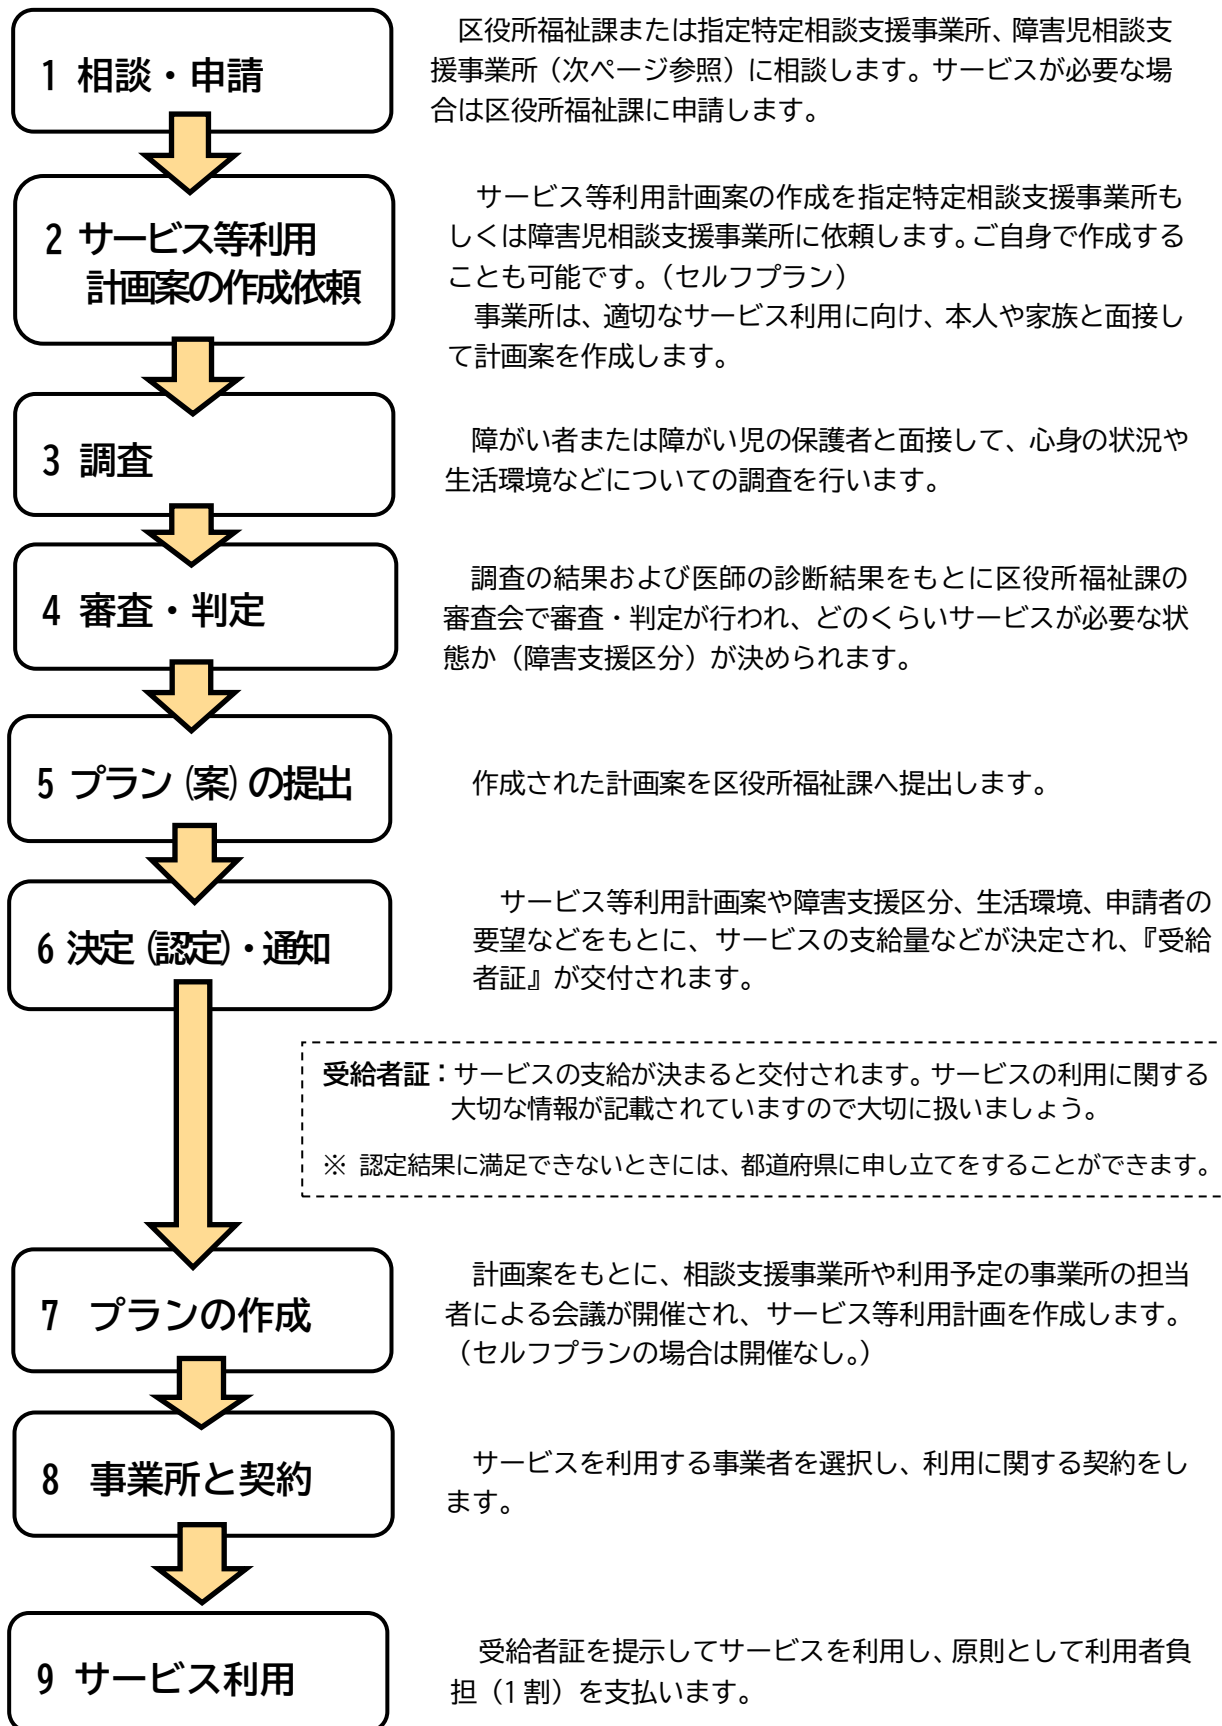 1 相談・申請
区役所福祉課または指定特定相談支援事業所、障害児相談支
援事業所（次ページ参照）に相談します。サービスが必要な場
合は区役所福祉課に申請します。
2 サービス等利用
計画案の作成依頼
サービス等利用計画案の作成を指定特定相談支援事業所も
しくは障害児相談支援事業所に依頼します。ご自身で作成する
ことも可能です。（セルフプラン）
事業所は、適切なサービス利用に向け、本人や家族と面接し
て計画案を作成します。
3 調査
障がい者または障がい児の保護者と面接して、心身の状況や
生活環境などについての調査を行います。
4 審査・判定
調査の結果および医師の診断結果をもとに区役所福祉課の
審査会で審査・判定が行われ、どのくらいサービスが必要な状
態か（障害支援区分）が決められます。
5 プラン（案）の提出
作成された計画案を区役所福祉課へ提出します。
6 決定（認定）・通知
サービス等利用計画案や障害支援区分、生活環境、申請者の
要望などをもとに、サービスの支給量などが決定され、『受給
者証』が交付されます。
受給者証：サービスの支給が決まると交付されます。サービスの利用に関する
大切な情報が記載されていますので大切に扱いましょう。
※ 認定結果に満足できないときには、都道府県に申し立てをすることができます。
7 プランの作成
計画案をもとに、相談支援事業所や利用予定の事業所の担当
者による会議が開催され、サービス等利用計画を作成します。
（セルフプランの場合は開催なし。）
8 事業所と契約
サービスを利用する事業者を選択し、利用に関する契約をし
ます。
9 サービス利用
受給者証を提示してサービスを利用し、原則として利用者負
担（1割）を支払います。